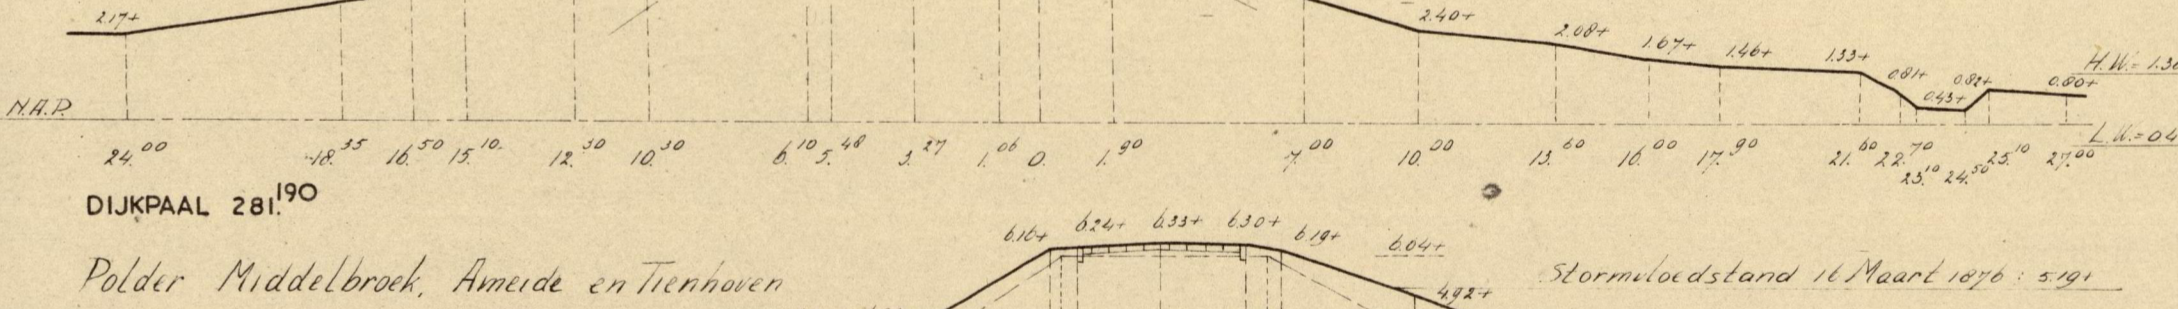 2.17+ 2.40+ 2.08+ 1.67+ 1.46+ 1.33+ 0.81+ 0.43+ 0.82+ 0.80+ H.W.= 1.36
N.A.P. L.W.= 04
24.00 18.35 16.50 15.10 12.30 10.30 6.10 5.48 3.27 1.06 0. 1.90 7.00 10.00 13.60 16.00 17.90 21.60 22.70 23.10 24.50 25.10 27.00
DIJKPAAL 281.190
6.16+ 6.24+ 6.33+ 6.30+ 6.19+ 6.04+
Polder Middelbroek, Ameide en Tienhoven
Stormvloedstand 16 Maart 1876 : 5.19+
4.92+